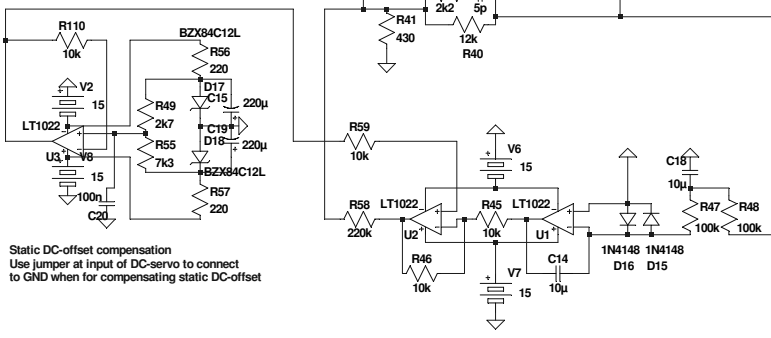 R110
10k
V2
15
LT1022
U3
V8
15
100n
C20
R49
2k7
R55
7k3
BZX84C12L
R56
220
D17
C15
220µ
C19
D18
220µ
BZX84C12L
R57
220
R41
430
2k2
5p
12k
R40
R59
10k
R58
220k
LT1022
U2
R46
10k
V6
15
R45
10k
LT1022
U1
V7
15
C14
10µ
1N4148
D16
1N4148
D15
C18
10µ
R47
100k
R48
100k
Static DC-offset compensation
Use jumper at input of DC-servo to connect
to GND when for compensating static DC-offset